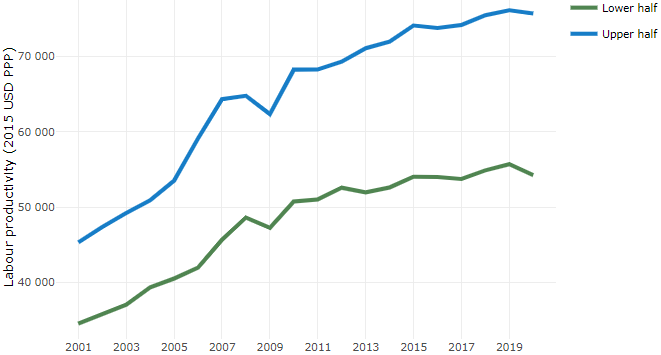 Lower half
Upper half
Labour productivity (2015 USD PPP)
70 000
60 000
50 000
40 000
2001 2003 2005 2007 2009 2011 2013 2015 2017 2019